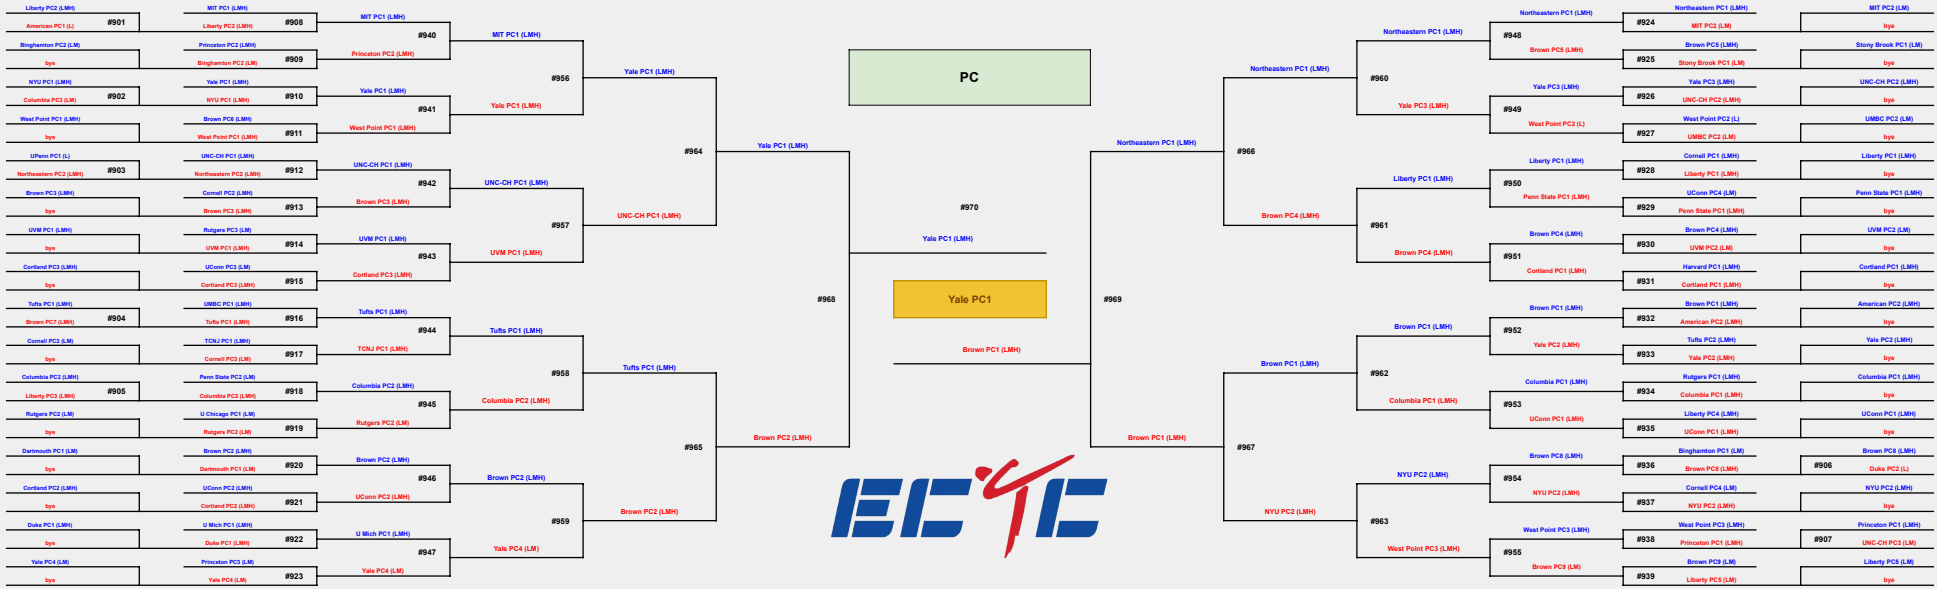 Liberty PC2 (LMH)
#901
American PC1 (L)
Binghamton PC2 (LM)
bye
NYU PC1 (LMH)
#902
Columbia PC3 (LM)
West Point PC1 (LMH)
bye
UPenn PC1 (L)
#903
Northeastern PC2 (LMH)
Brown PC3 (LMH)
bye
UVM PC1 (LMH)
bye
Cortland PC3 (LMH)
bye
Tufts PC1 (LMH)
#904
Brown PC7 (LMH)
Cornell PC3 (LM)
bye
Columbia PC2 (LMH)
#905
Liberty PC3 (LMH)
Rutgers PC2 (LM)
bye
Dartmouth PC1 (LM)
bye
Cortland PC2 (LMH)
bye
Duke PC1 (LMH)
bye
Yale PC4 (LM)
bye
MIT PC1 (LMH)
#908
Liberty PC2 (LMH)
Princeton PC2 (LMH)
#909
Binghamton PC2 (LM)
Yale PC1 (LMH)
#910
NYU PC1 (LMH)
Brown PC6 (LMH)
#911
West Point PC1 (LMH)
UNC-CH PC1 (LMH)
#912
Northeastern PC2 (LMH)
Cornell PC2 (LMH)
#913
Brown PC3 (LMH)
Rutgers PC3 (LM)
#914
UVM PC1 (LMH)
UConn PC3 (LM)
#915
Cortland PC3 (LMH)
UMBC PC1 (LMH)
#916
Tufts PC1 (LMH)
TCNJ PC1 (LMH)
#917
Cornell PC3 (LM)
Penn State PC2 (LM)
#918
Columbia PC2 (LMH)
U Chicago PC1 (LM)
#919
Rutgers PC2 (LM)
Brown PC2 (LMH)
#920
Dartmouth PC1 (LM)
UConn PC2 (LMH)
#921
Cortland PC2 (LMH)
U Mich PC1 (LMH)
#922
Duke PC1 (LMH)
Princeton PC3 (LM)
#923
Yale PC4 (LM)
MIT PC1 (LMH)
#940
Princeton PC2 (LMH)
Yale PC1 (LMH)
#941
West Point PC1 (LMH)
UNC-CH PC1 (LMH)
#942
Brown PC3 (LMH)
UVM PC1 (LMH)
#943
Cortland PC3 (LMH)
Tufts PC1 (LMH)
#944
TCNJ PC1 (LMH)
Columbia PC2 (LMH)
#945
Rutgers PC2 (LM)
Brown PC2 (LMH)
#946
UConn PC2 (LMH)
U Mich PC1 (LMH)
#947
Yale PC4 (LM)
MIT PC1 (LMH)
#956
Yale PC1 (LMH)
UNC-CH PC1 (LMH)
#957
UVM PC1 (LMH)
Tufts PC1 (LMH)
#958
Columbia PC2 (LMH)
Brown PC2 (LMH)
#959
Yale PC4 (LM)
Yale PC1 (LMH)
#964
UNC-CH PC1 (LMH)
Tufts PC1 (LMH)
#965
Brown PC2 (LMH)
Yale PC1 (LMH)
#968
Brown PC2 (LMH)
PC
#970
Yale PC1 (LMH)
Yale PC1
Brown PC1 (LMH)
ECTC
Northeastern PC1 (LMH)
#969
Brown PC1 (LMH)
Northeastern PC1 (LMH)
#966
Brown PC4 (LMH)
Brown PC1 (LMH)
#967
NYU PC2 (LMH)
Northeastern PC1 (LMH)
#960
Yale PC3 (LMH)
Liberty PC1 (LMH)
#961
Brown PC4 (LMH)
Brown PC1 (LMH)
#962
Columbia PC1 (LMH)
NYU PC2 (LMH)
#963
West Point PC3 (LMH)
Northeastern PC1 (LMH)
#948
Brown PC5 (LMH)
Yale PC3 (LMH)
#949
West Point PC2 (L)
Liberty PC1 (LMH)
#950
Penn State PC1 (LMH)
Brown PC4 (LMH)
#951
Cortland PC1 (LMH)
Brown PC1 (LMH)
#952
Yale PC2 (LMH)
Columbia PC1 (LMH)
#953
UConn PC1 (LMH)
Brown PC8 (LMH)
#954
NYU PC2 (LMH)
West Point PC3 (LMH)
#955
Brown PC9 (LM)
Northeastern PC1 (LMH)
#924
MIT PC2 (LM)
Brown PC5 (LMH)
#925
Stony Brook PC1 (LM)
Yale PC3 (LMH)
#926
UNC-CH PC2 (LMH)
West Point PC2 (L)
#927
UMBC PC2 (LM)
Cornell PC1 (LMH)
#928
Liberty PC1 (LMH)
UConn PC4 (LM)
#929
Penn State PC1 (LMH)
Brown PC4 (LMH)
#930
UVM PC2 (LM)
Harvard PC1 (LMH)
#931
Cortland PC1 (LMH)
Brown PC1 (LMH)
#932
American PC2 (LMH)
Tufts PC2 (LMH)
#933
Yale PC2 (LMH)
Rutgers PC1 (LMH)
#934
Columbia PC1 (LMH)
Liberty PC4 (LMH)
#935
UConn PC1 (LMH)
Binghamton PC1 (LM)
#936
Brown PC8 (LMH)
Cornell PC4 (LM)
#937
NYU PC2 (LMH)
West Point PC3 (LMH)
#938
Princeton PC1 (LMH)
Brown PC9 (LM)
#939
Liberty PC5 (LM)
MIT PC2 (LM)
bye
Stony Brook PC1 (LM)
bye
UNC-CH PC2 (LMH)
bye
UMBC PC2 (LM)
bye
Liberty PC1 (LMH)
bye
Penn State PC1 (LMH)
bye
UVM PC2 (LM)
bye
Cortland PC1 (LMH)
bye
American PC2 (LMH)
bye
Yale PC2 (LMH)
bye
Columbia PC1 (LMH)
bye
UConn PC1 (LMH)
bye
Brown PC8 (LMH)
#906
Duke PC2 (L)
NYU PC2 (LMH)
bye
Princeton PC1 (LMH)
#907
UNC-CH PC3 (LM)
Liberty PC5 (LM)
bye